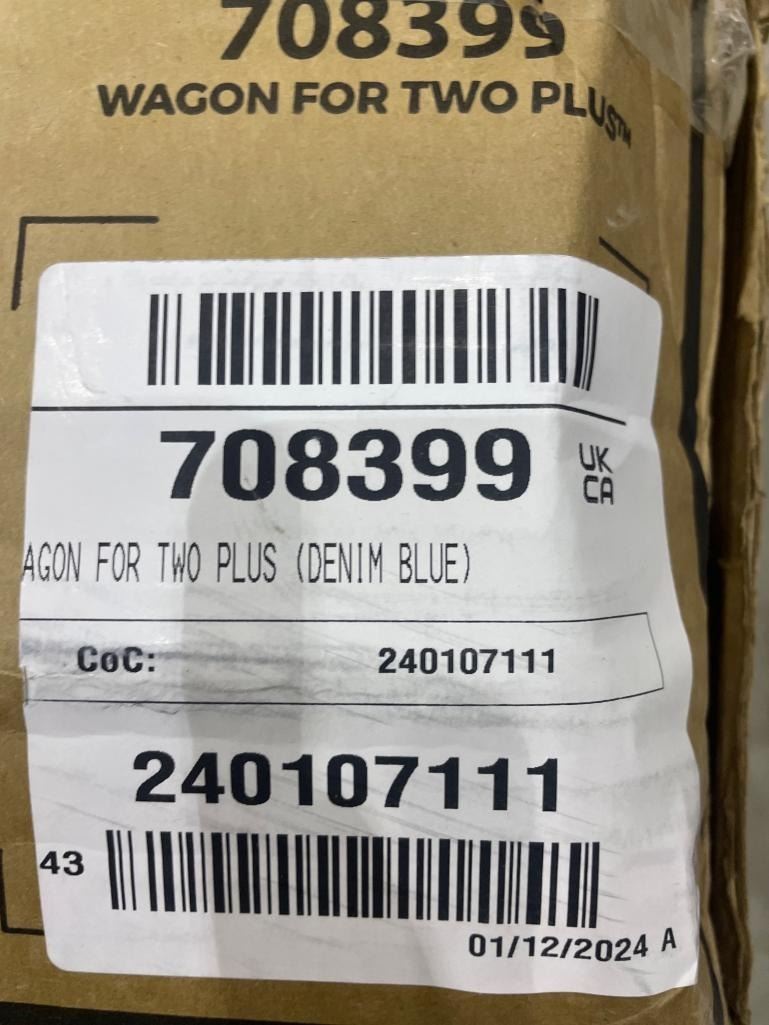 708399
WAGON FOR TWO PLUS™
708399
UK
CA
AGON FOR TWO PLUS (DENIM BLUE)
CoC: 240107111
240107111
43
01/12/2024 A